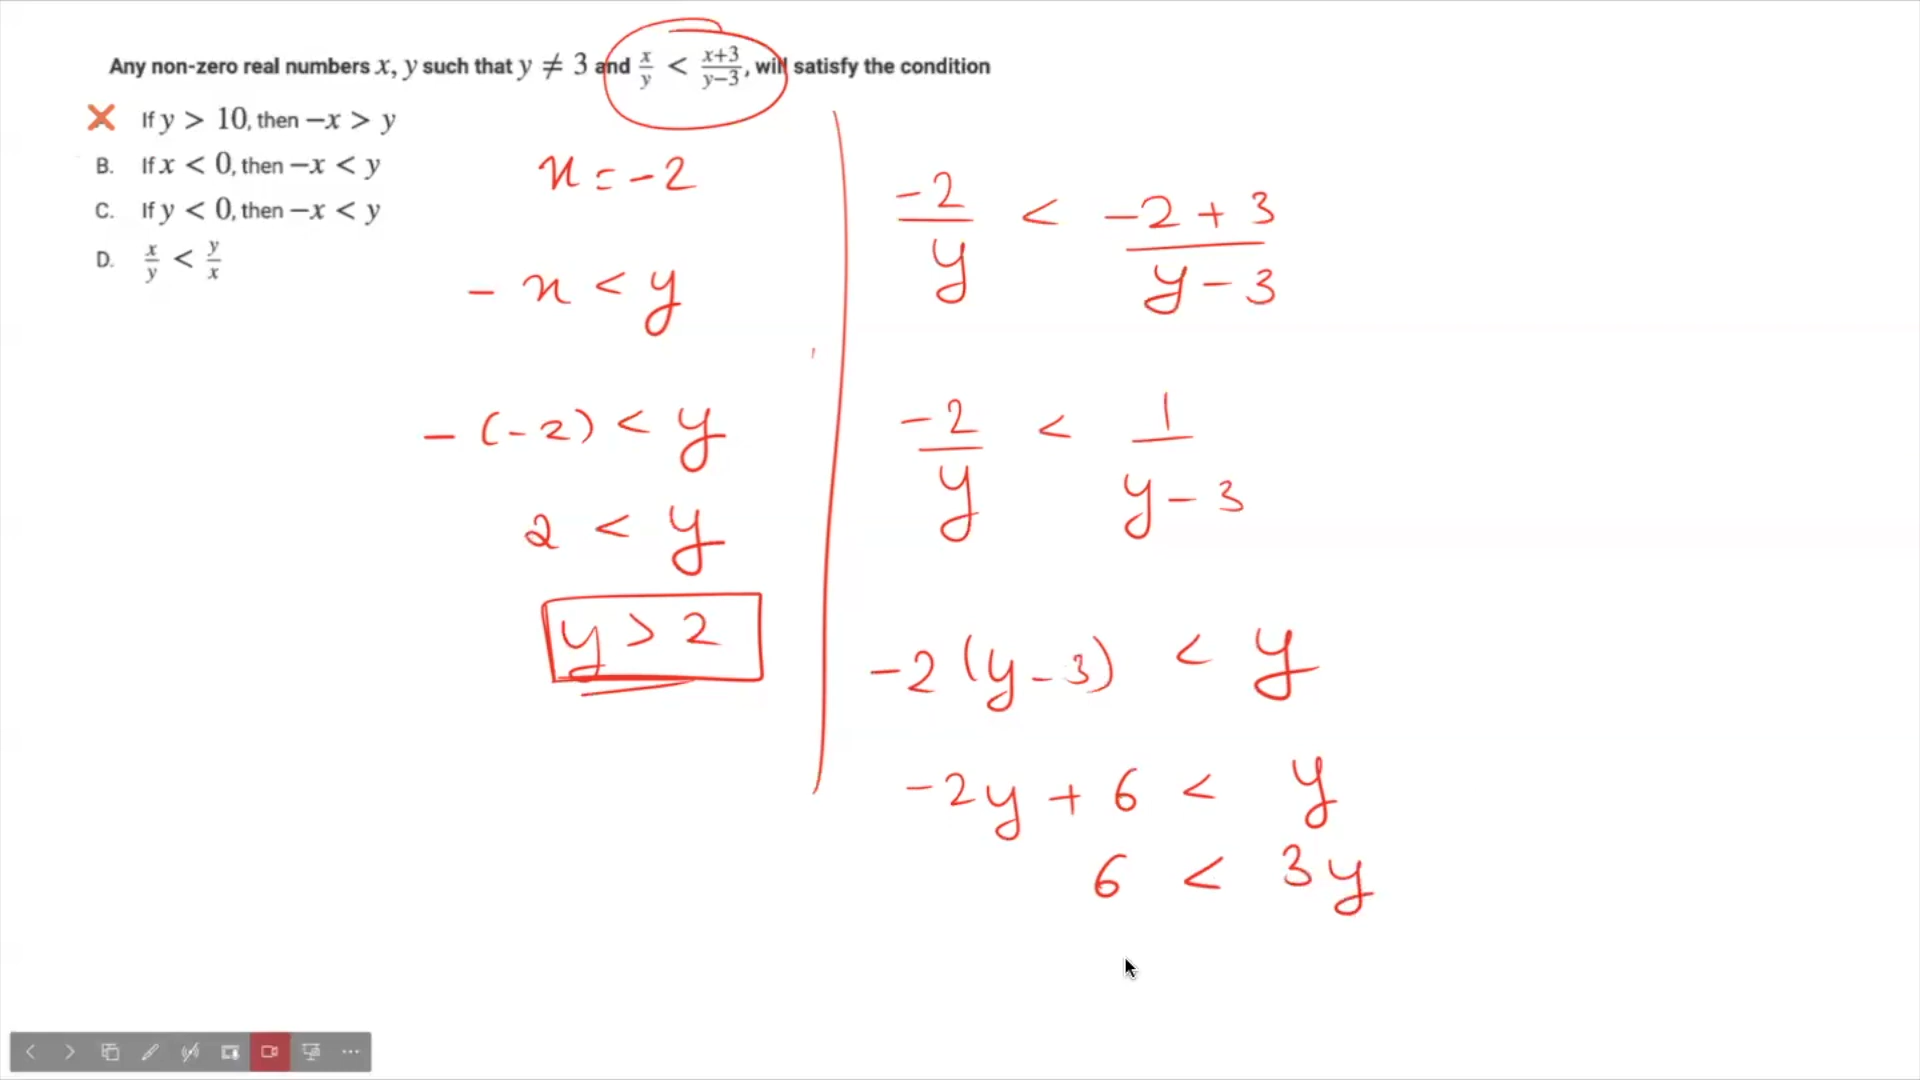 Any non-zero real numbers x, y such that y ≠ 3 and x/y < x+3/y−3, will satisfy the condition
If y > 10, then −x > y
B. If x < 0, then −x < y
C. If y < 0, then −x < y
D. x/y < y/x
x = -2
- x < y
- (-2) < y
2 < y
y > 2
-2/y < -2 + 3/y - 3
-2/y < 1/y - 3
-2(y - 3) < y
-2y + 6 < y
6 < 3y